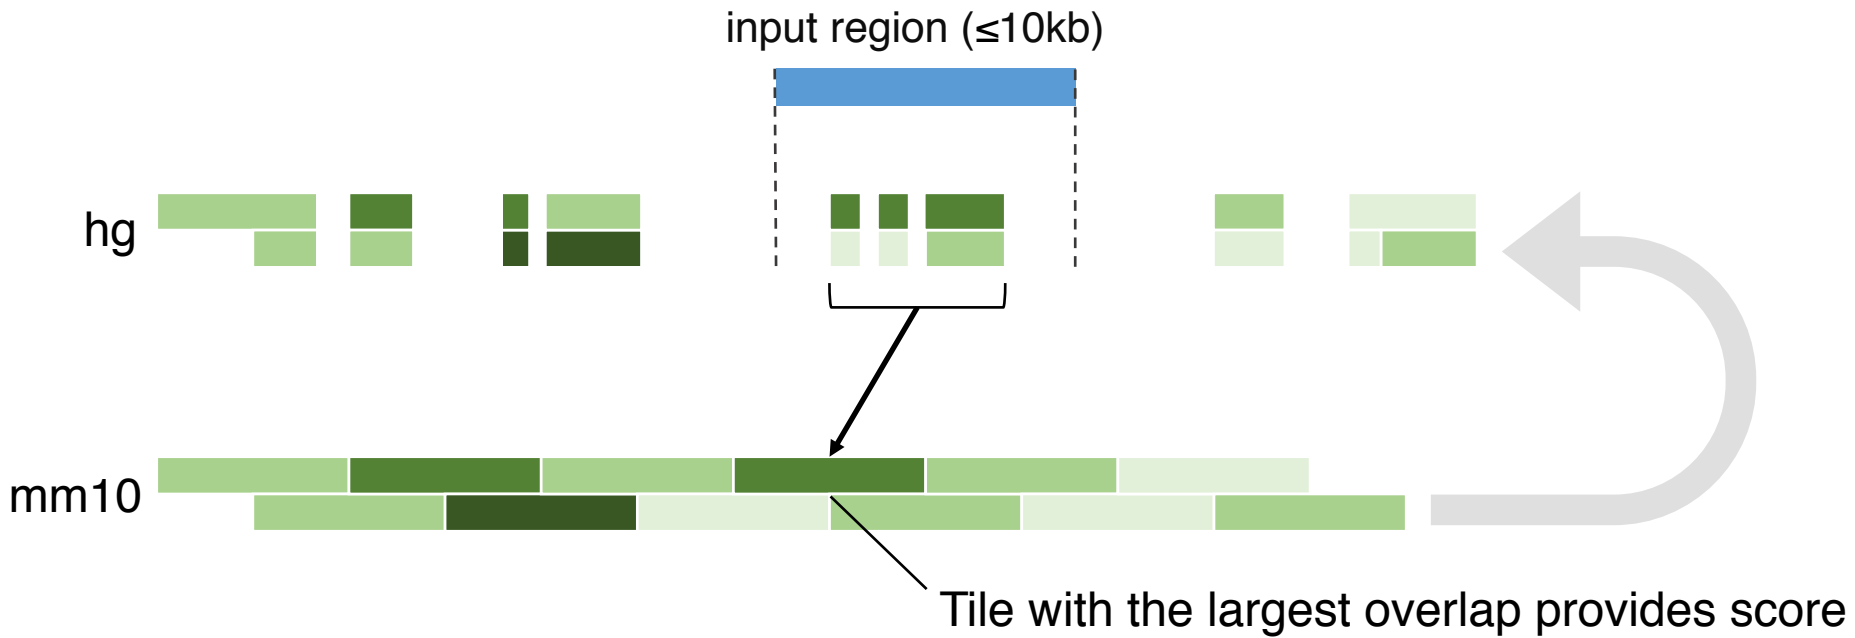 input region (≤10kb)
hg
mm10
Tile with the largest overlap provides score